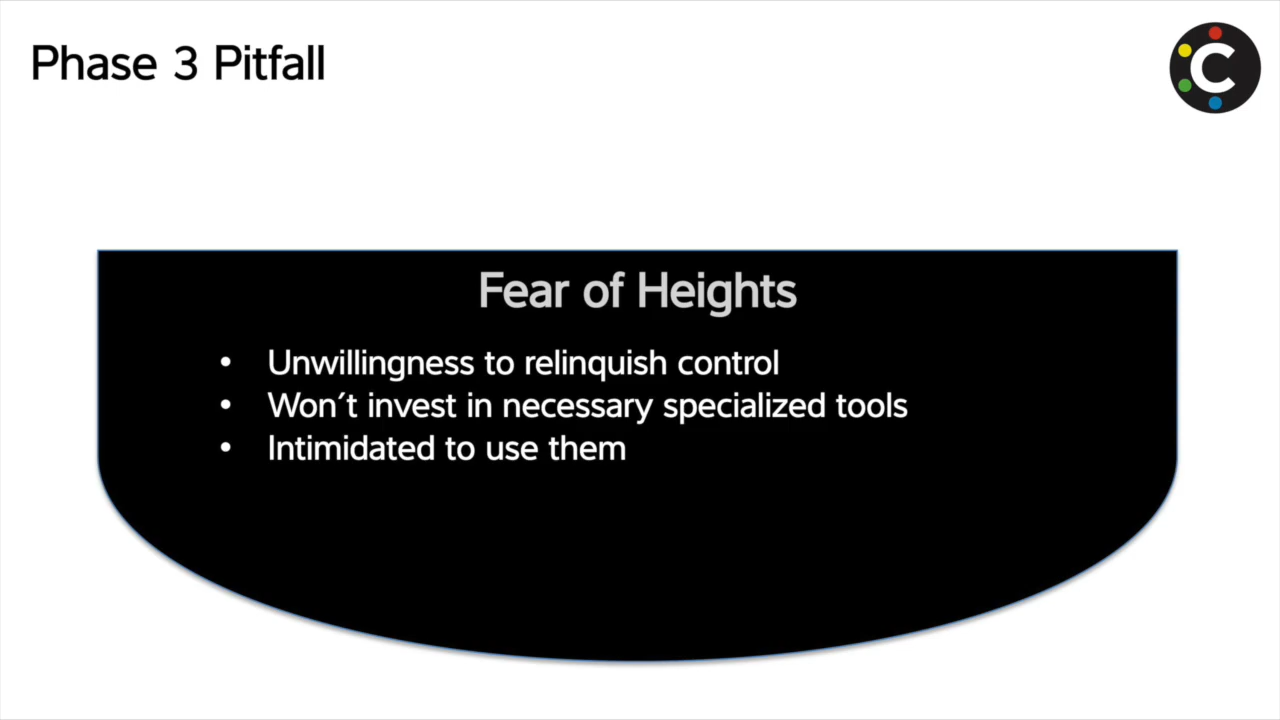 Phase 3 Pitfall
C
Fear of Heights
• Unwillingness to relinquish control
• Won´t invest in necessary specialized tools
• Intimidated to use them